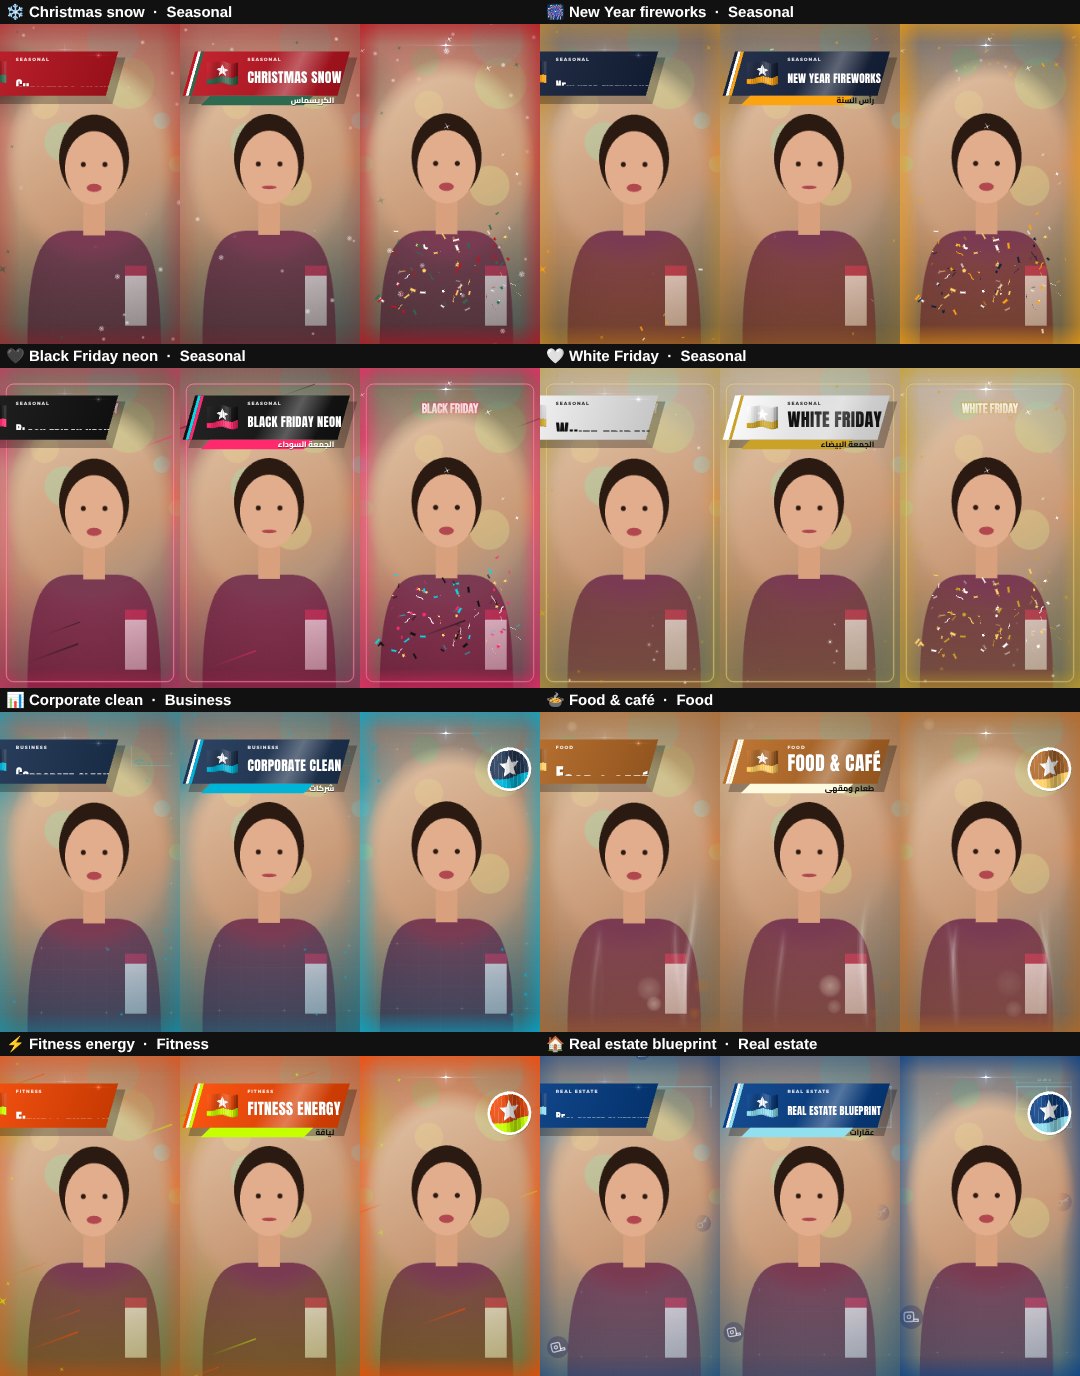 ❄️ Christmas snow · Seasonal
SEASONAL
SEASONAL
CHRISTMAS SNOW
الكريسماس
🎆 New Year fireworks · Seasonal
SEASONAL
SEASONAL
NEW YEAR FIREWORKS
رأس السنة
🖤 Black Friday neon · Seasonal
SEASONAL
SEASONAL
BLACK FRIDAY NEON
الجمعة السوداء
BLACK FRIDAY
🤍 White Friday · Seasonal
SEASONAL
SEASONAL
WHITE FRIDAY
الجمعة البيضاء
WHITE FRIDAY
📊 Corporate clean · Business
BUSINESS
BUSINESS
CORPORATE CLEAN
شركات
🍲 Food & café · Food
FOOD
FOOD
FOOD & CAFÉ
طعام ومقهى
⚡ Fitness energy · Fitness
FITNESS
FITNESS
FITNESS ENERGY
لياقة
🏠 Real estate blueprint · Real estate
REAL ESTATE
REAL ESTATE
REAL ESTATE BLUEPRINT
عقارات